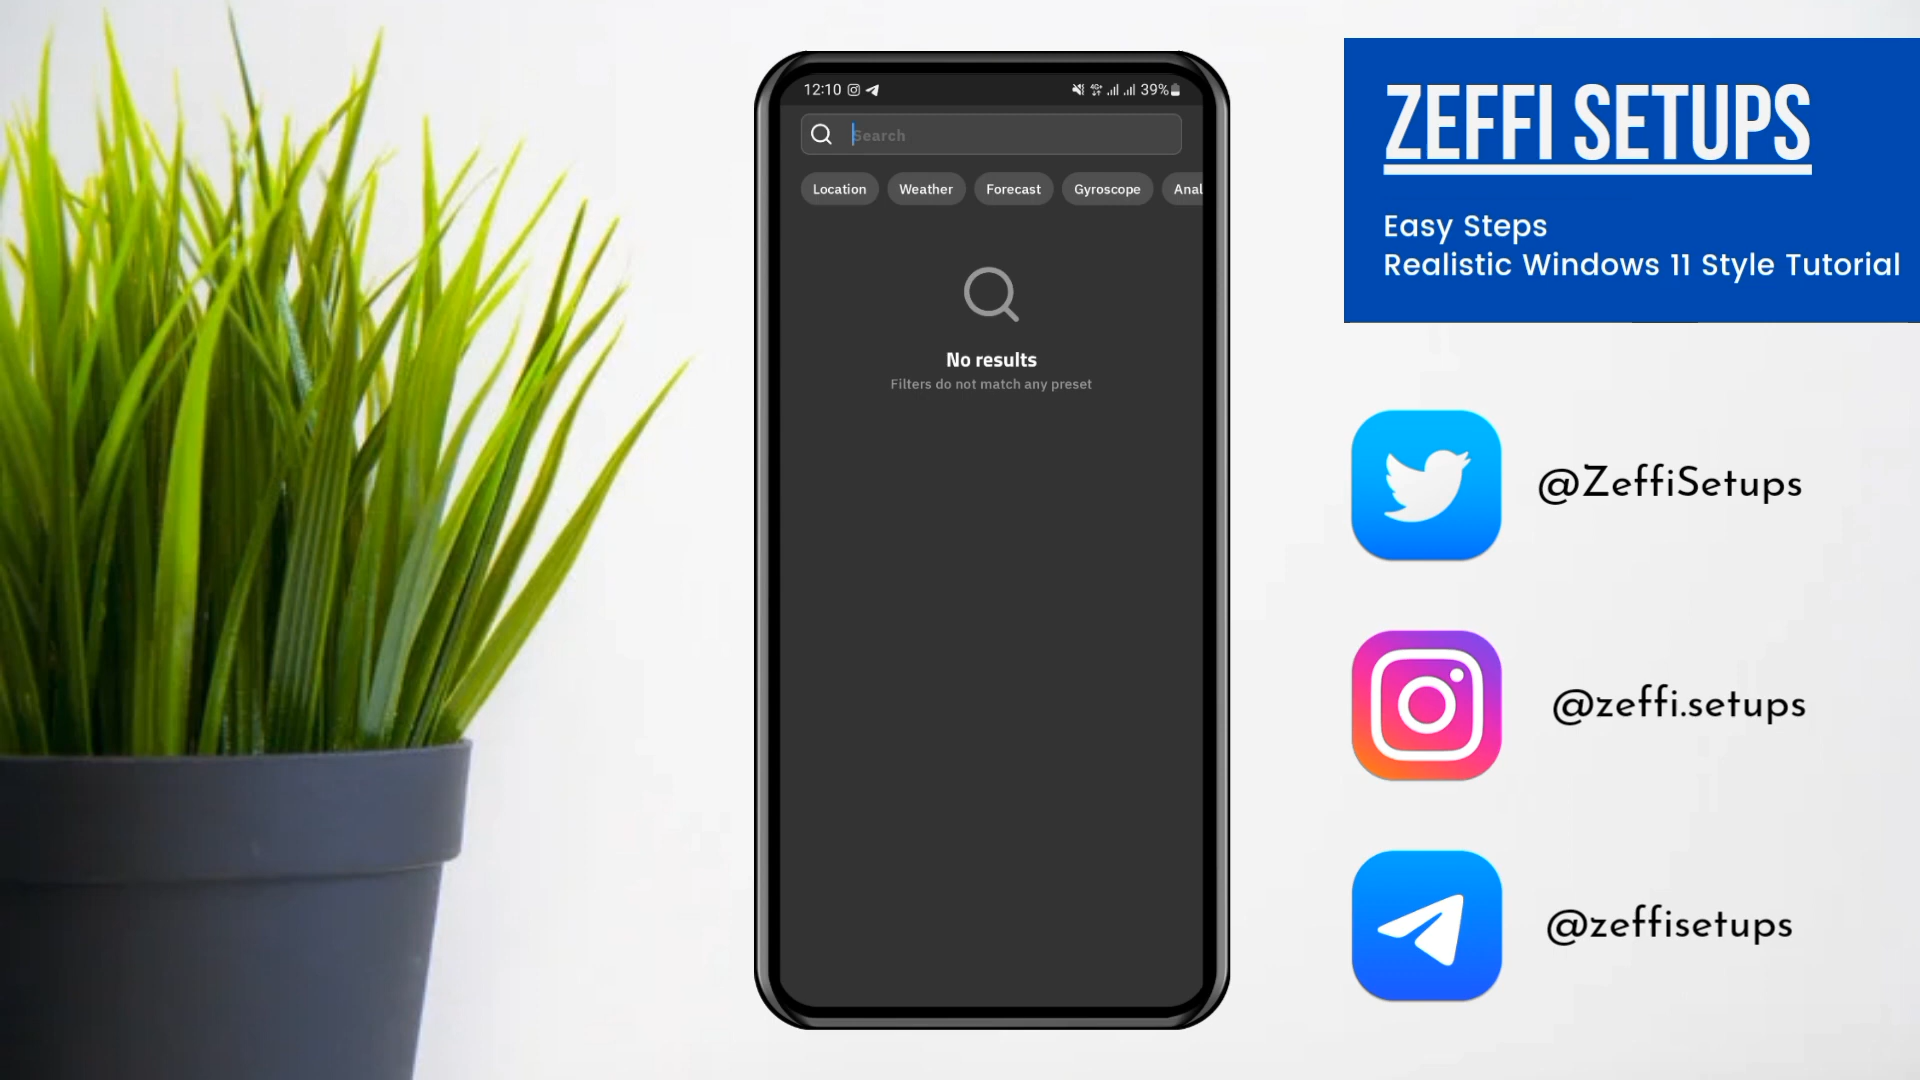 12:10
39%
Search
Location Weather Forecast Gyroscope Anal
No results
Filters do not match any preset
ZEFFI SETUPS
Easy Steps
Realistic Windows 11 Style Tutorial
@ZeffiSetups
@zeffi.setups
@zeffisetups